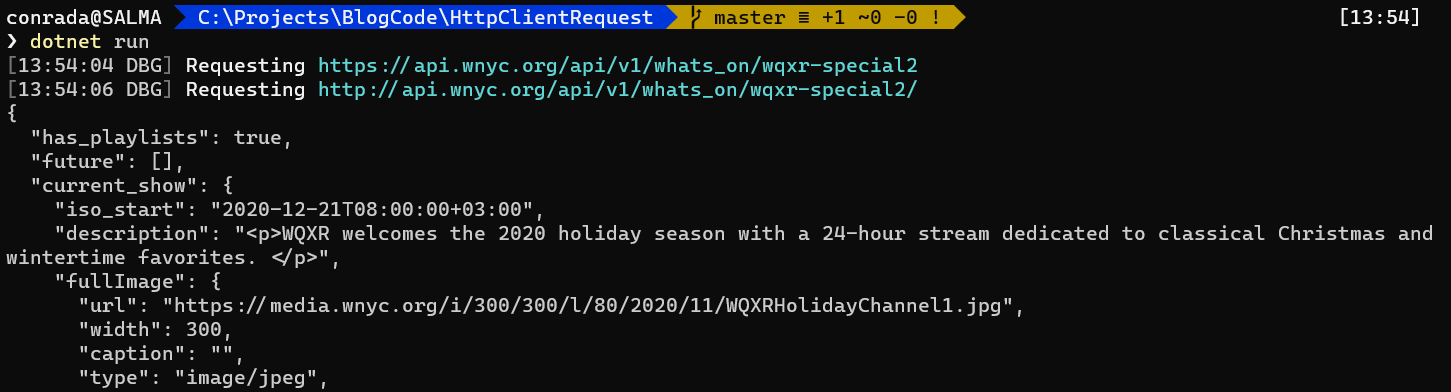 conrada@SALMA C:\Projects\BlogCode\HttpClientRequest master ≡ +1 ~0 -0 ! [13:54]
❯ dotnet run
[13:54:04 DBG] Requesting https://api.wnyc.org/api/v1/whats_on/wqxr-special2
[13:54:06 DBG] Requesting http://api.wnyc.org/api/v1/whats_on/wqxr-special2/
{
  "has_playlists": true,
  "future": [],
  "current_show": {
    "iso_start": "2020-12-21T08:00:00+03:00",
    "description": "<p>WQXR welcomes the 2020 holiday season with a 24-hour stream dedicated to classical Christmas and
wintertime favorites. </p>",
    "fullImage": {
      "url": "https://media.wnyc.org/i/300/300/l/80/2020/11/WQXRHolidayChannel1.jpg",
      "width": 300,
      "caption": "",
      "type": "image/jpeg",